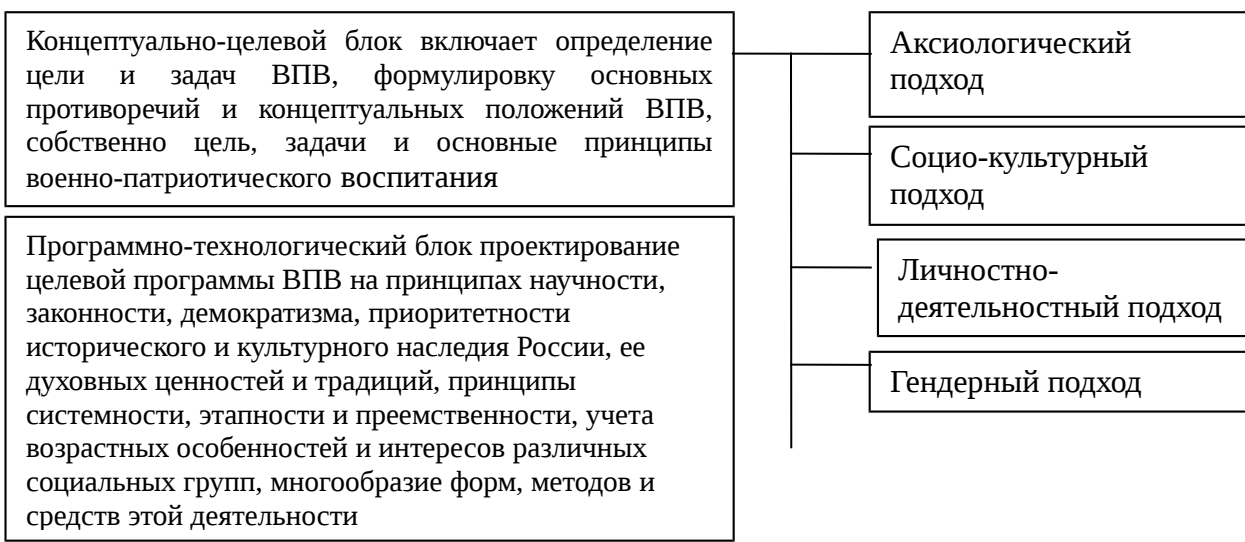 Концептуально-целевой блок включает определение
цели и задач ВПВ, формулировку основных
противоречий и концептуальных положений ВПВ,
собственно цель, задачи и основные принципы
военно-патриотического воспитания
Программно-технологический блок проектирование
целевой программы ВПВ на принципах научности,
законности, демократизма, приоритетности
исторического и культурного наследия России, ее
духовных ценностей и традиций, принципы
системности, этапности и преемственности, учета
возрастных особенностей и интересов различных
социальных групп, многообразие форм, методов и
средств этой деятельности
Аксиологический
подход
Социо-культурный
подход
Личностно-
деятельностный подход
Гендерный подход